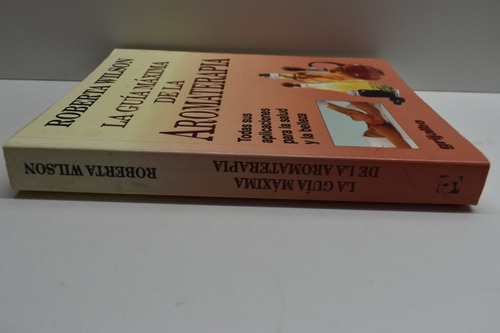 ROBERTA WILSON
LA GUÍA MÁXIMA
DE LA
AROMATERAPIA
Todas sus
aplicaciones
para la salud
y la belleza
ROBERTA WILSON
LA GUÍA MÁXIMA
DE LA AROMATERAPIA